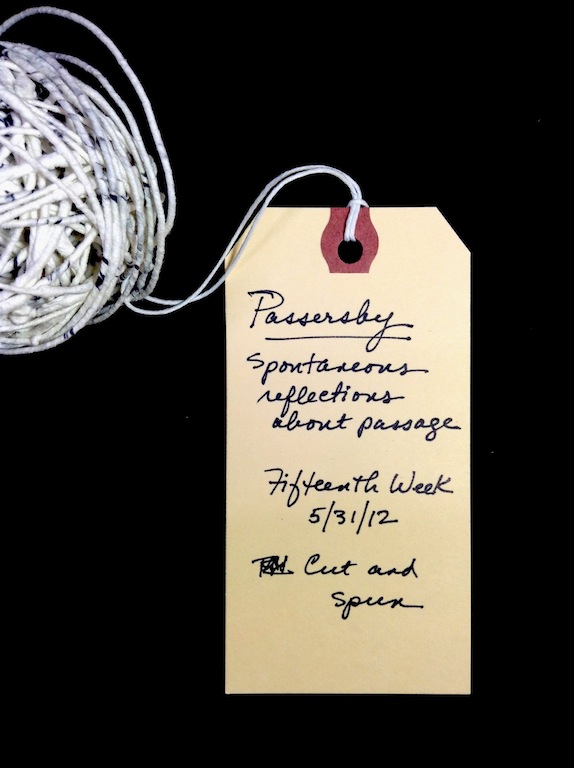 Passersby
Spontaneous
reflections
about passage
Fifteenth Week
5/31/12
Cut and
Spun